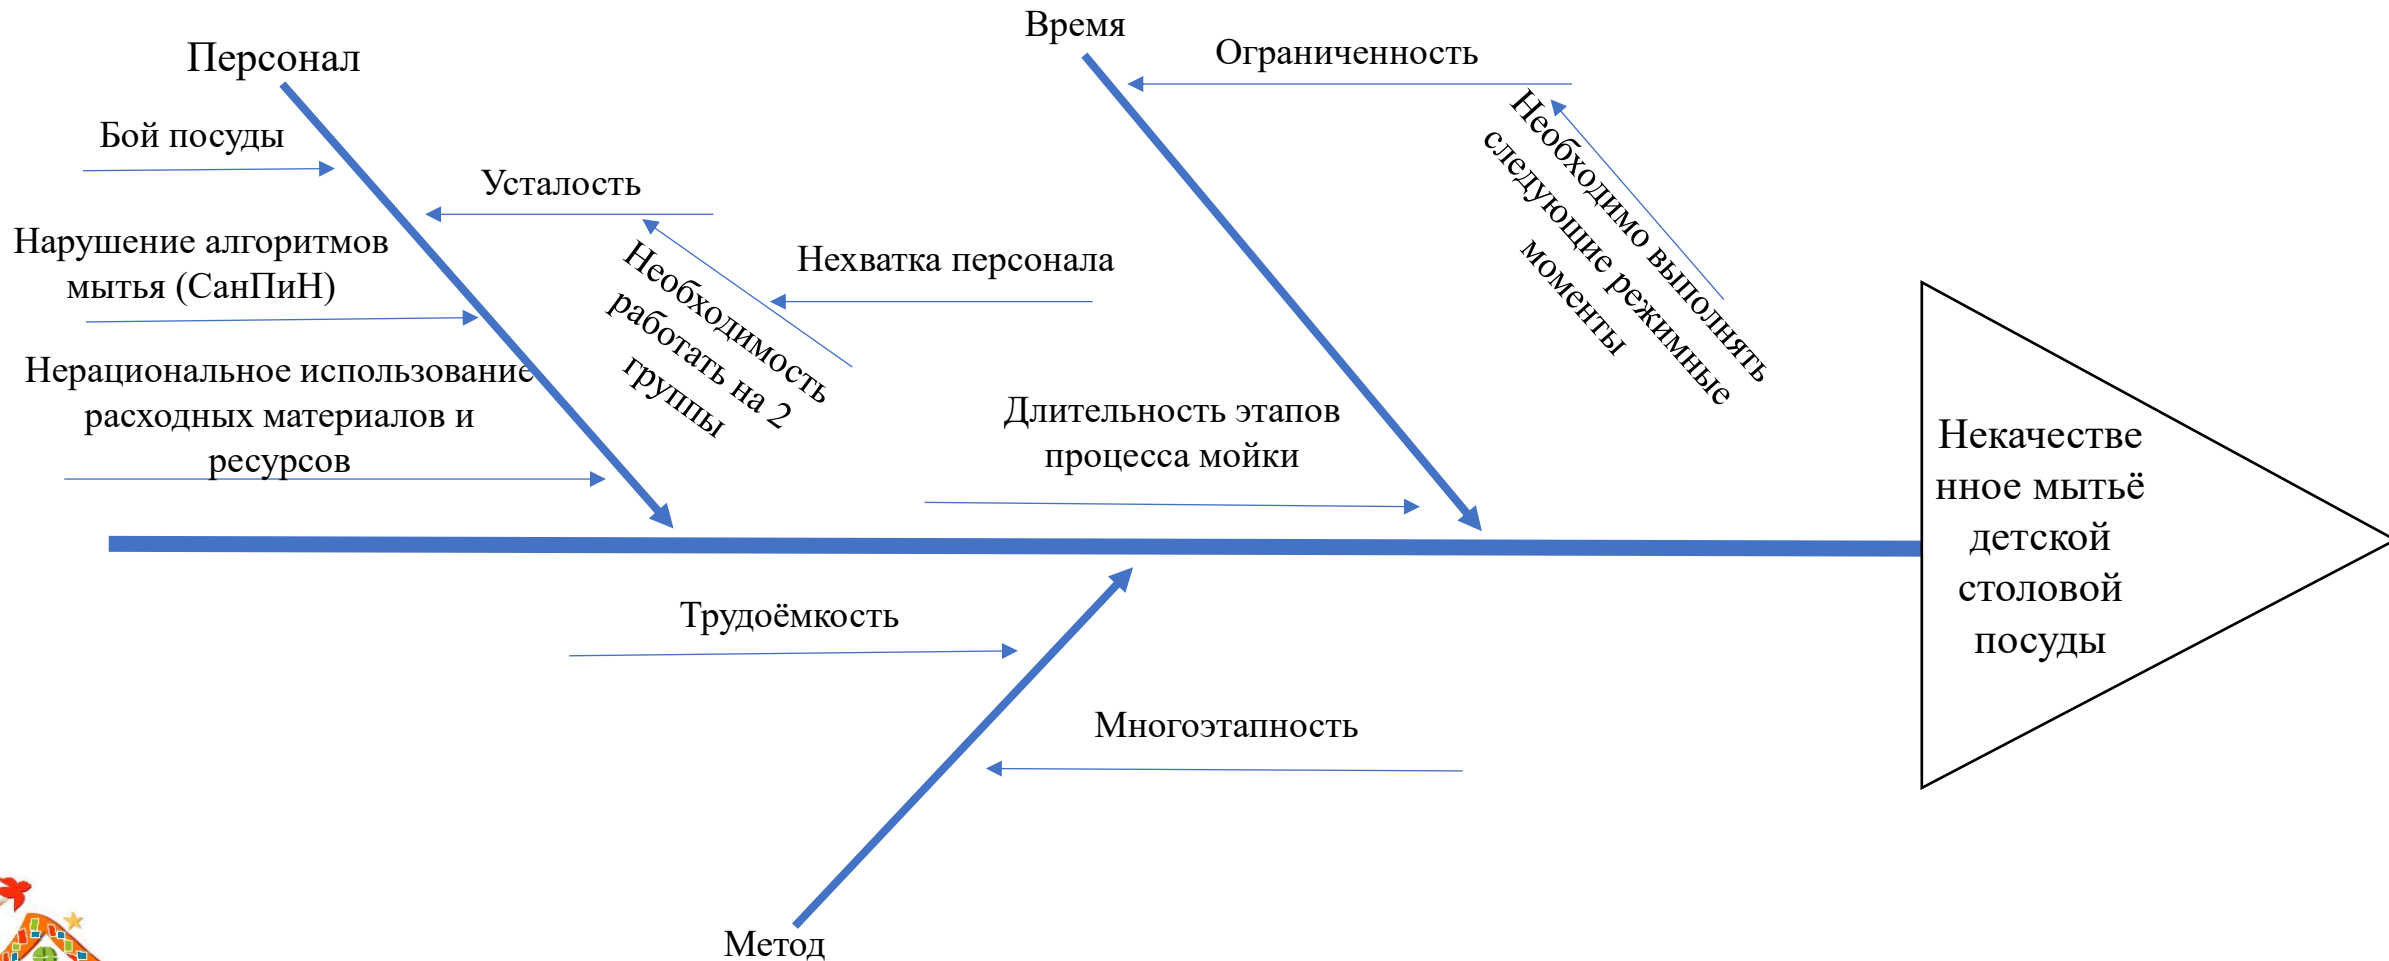 Персонал
Бой посуды
Усталость
Нарушение алгоритмов
мытья (СанПиН)
Необходимость
работать на 2
группы
Нехватка персонала
Нерациональное использование
расходных материалов и
ресурсов
Время
Ограниченность
Необходимо выполнять
следующие режимные
моменты
Длительность этапов
процесса мойки
Трудоёмкость
Многоэтапность
Метод
Некачестве
нное мытьё
детской
столовой
посуды